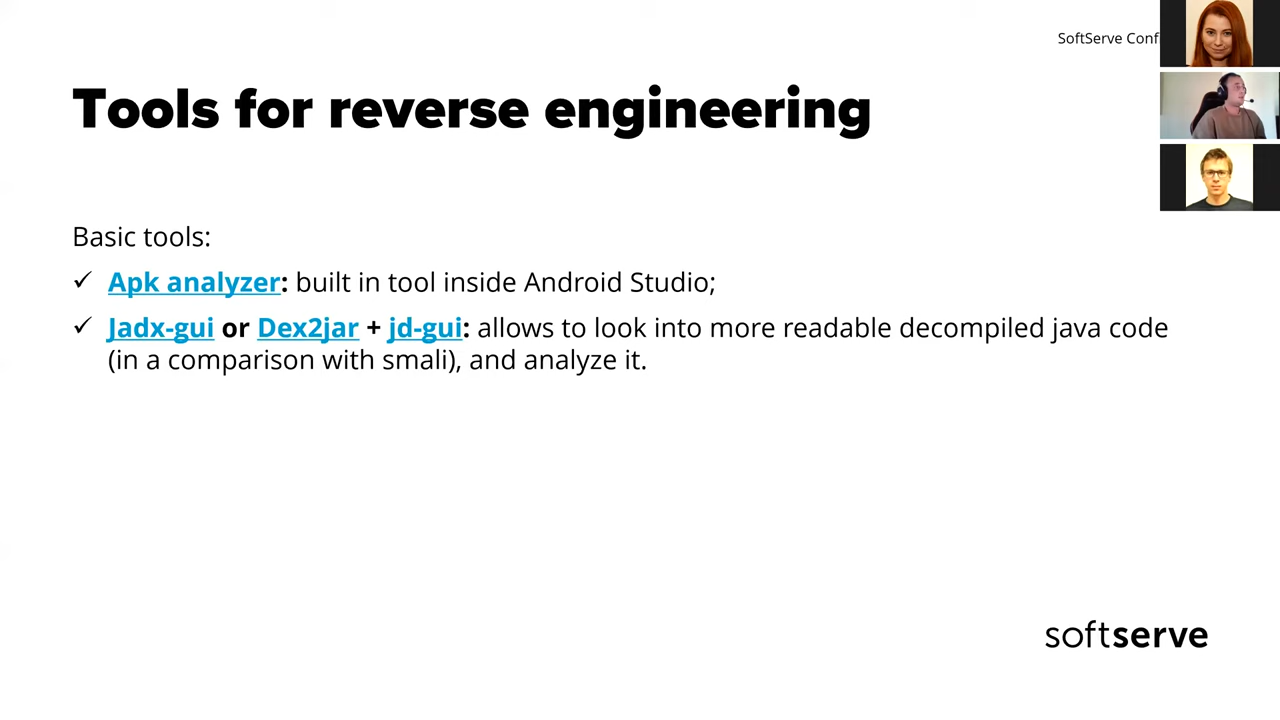 SoftServe Conf
Tools for reverse engineering
Basic tools:
✓ Apk analyzer: built in tool inside Android Studio;
✓ Jadx-gui or Dex2jar + jd-gui: allows to look into more readable decompiled java code
(in a comparison with smali), and analyze it.
softserve